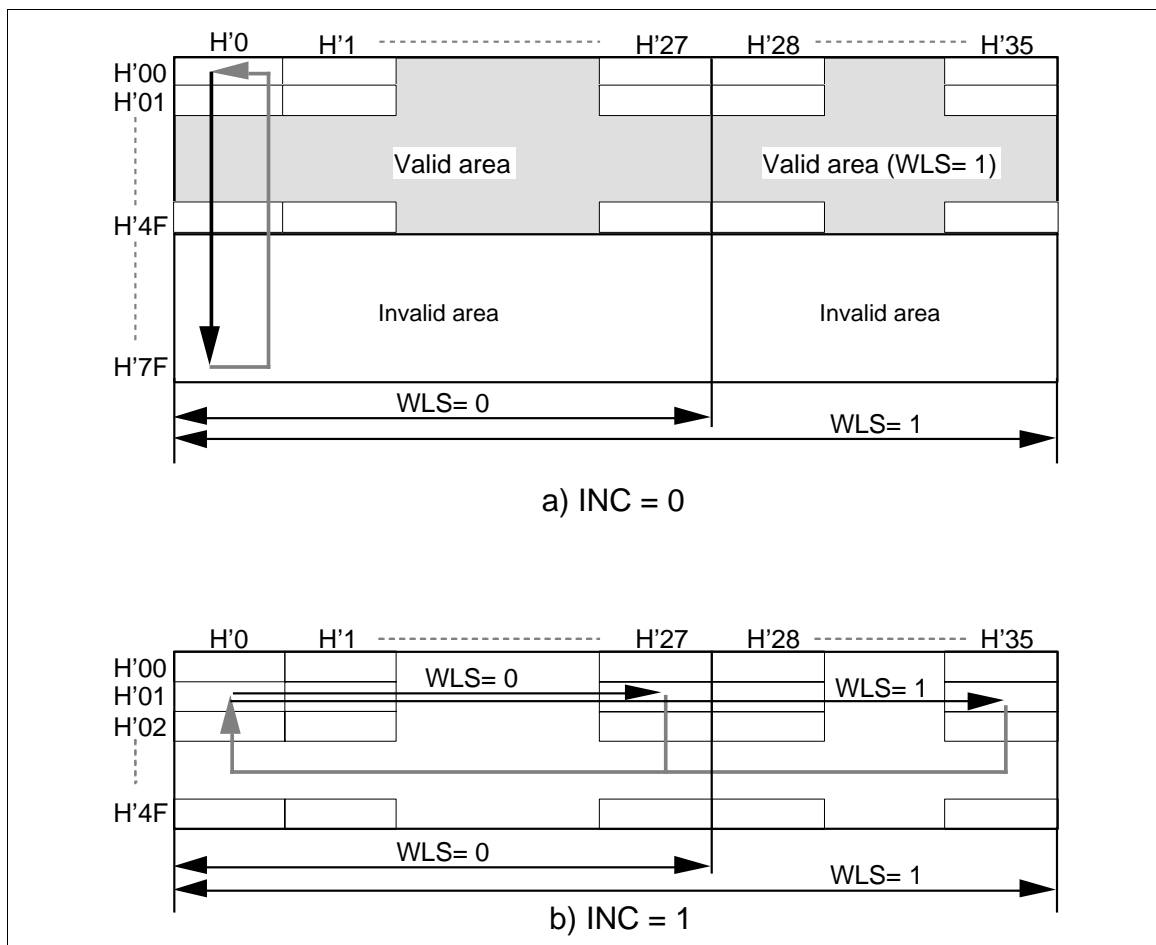 H'0 H'1 H'27 H'28 H'35
H'00
H'01
Valid area Valid area (WLS= 1)
H'4F
Invalid area Invalid area
H'7F
WLS= 0
WLS= 1
a) INC = 0
H'0 H'1 H'27 H'28 H'35
H'00
WLS= 0
H'01 WLS= 1
H'02
H'4F
WLS= 0
WLS= 1
b) INC = 1